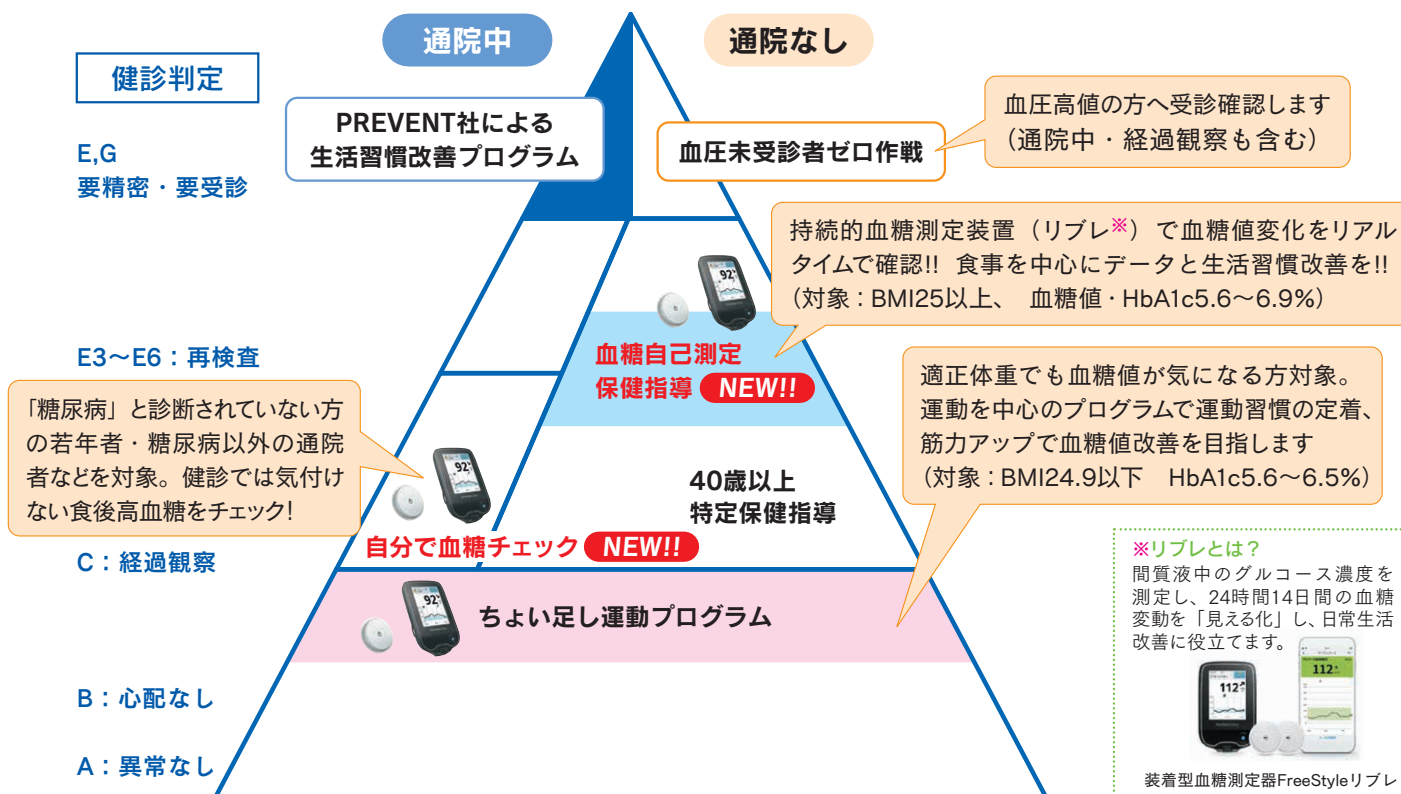 通院中
通院なし
健診判定
E,G
要精密・要受診
PREVENT社による
生活習慣改善プログラム
血圧未受診者ゼロ作戦
血圧高値の方へ受診確認します
(通院中・経過観察も含む)
持続的血糖測定装置(リブレ※)で血糖値変化をリアル
タイムで確認!! 食事を中心にデータと生活習慣改善を!!
(対象:BMI25以上、 血糖値・HbA1c5.6〜6.9%)
92
E3〜E6:再検査
血糖自己測定
保健指導 NEW!!
適正体重でも血糖値が気になる方対象。
運動を中心のプログラムで運動習慣の定着、
筋力アップで血糖値改善を目指します
(対象:BMI24.9以下 HbA1c5.6〜6.5%)
「糖尿病」と診断されていない方
の若年者・糖尿病以外の通院
者などを対象。健診では気付け
ない食後高血糖をチェック!
92
40歳以上
特定保健指導
自分で血糖チェック NEW!!
C:経過観察
92
ちょい足し運動プログラム
B:心配なし
A:異常なし
※リブレとは?
間質液中のグルコース濃度を
測定し、24時間14日間の血糖
変動を「見える化」し、日常生活
改善に役立てます。
112
112
装着型血糖測定器FreeStyleリブレ